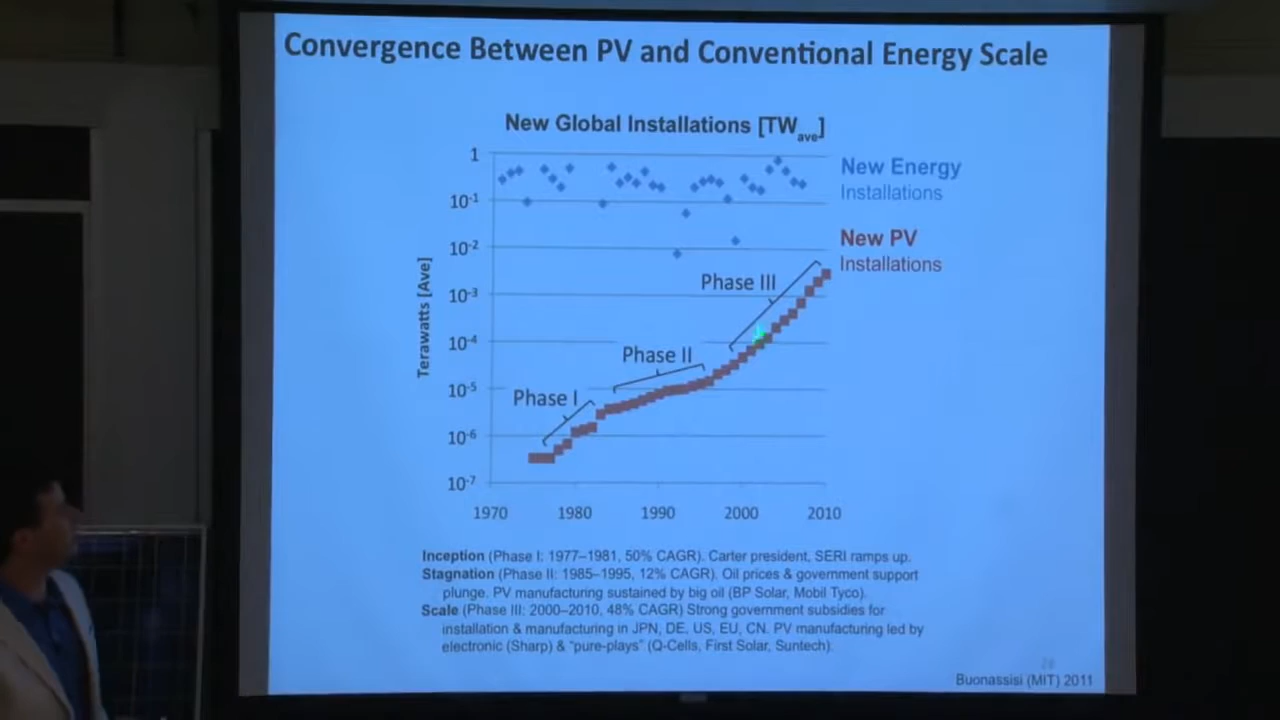 Convergence Between PV and Conventional Energy Scale
New Global Installations [TWave]
1
10-1
10-2
10-3
10-4
10-5
10-6
10-7
Terawatts [Ave]
1970 1980 1990 2000 2010
New Energy
Installations
New PV
Installations
Phase III
Phase II
Phase I
Inception (Phase I: 1977–1981, 50% CAGR). Carter president, SERI ramps up.
Stagnation (Phase II: 1985–1995, 12% CAGR). Oil prices & government support
plunge. PV manufacturing sustained by big oil (BP Solar, Mobil Tyco).
Scale (Phase III: 2000–2010, 48% CAGR) Strong government subsidies for
installation & manufacturing in JPN, DE, US, EU, CN. PV manufacturing led by
electronic (Sharp) & "pure-plays" (Q-Cells, First Solar, Suntech).
Buonassisi (MIT) 2011